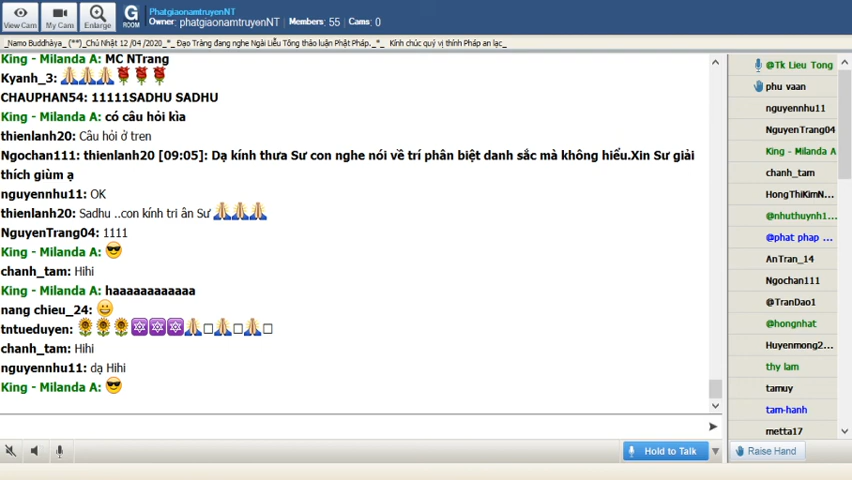 PhatgiaonamtruyenNT
Owner: phatgiaonamtruyenNT Members: 55 Cams: 0
View Cam My Cam Enlarge G ROOM
_Namo Buddhàya_ (**)_Chủ Nhật 12 /04 /2020_*_ Đạo Tràng đang nghe Ngài Liễu Tông thảo luận Phật Pháp._*_ Kính chúc quý vị thính Pháp an lạc_
King - Milanda A: MC NTrang
Kyanh_3: 🙏🙏🙏🌹🌹🌹
CHAUPHAN54: 11111SADHU SADHU
King - Milanda A: có câu hỏi kìa
thienlanh20: Câu hỏi ở tren
Ngochan111: thienlanh20 [09:05]: Dạ kính thưa Sư con nghe nói về trí phân biệt danh sắc mà không hiểu.Xin Sư giải
thích giùm ạ
nguyennhu11: OK
thienlanh20: Sadhu ..con kính tri ân Sư 🙏🙏🙏
NguyenTrang04: 1111
King - Milanda A: 😎
chanh_tam: Hihi
King - Milanda A: haaaaaaaaaaaa
nang chieu_24: 😀
tntueduyen: 🌻🌻🌻🔯🔯🔯🙏□🙏□🙏□
chanh_tam: Hihi
nguyennhu11: dạ Hihi
King - Milanda A: 😎
@Tk Lieu Tong
phu vaan
nguyennhu11
NguyenTrang04
King - Milanda A
chanh_tam
HongThiKimN...
@nhuthuynh1...
@phat phap ...
AnTran_14
Ngochan111
@TranDao1
@hongnhat
Huyenmong2...
thy lam
tamuy
tam-hanh
metta17
Hold to Talk
Raise Hand